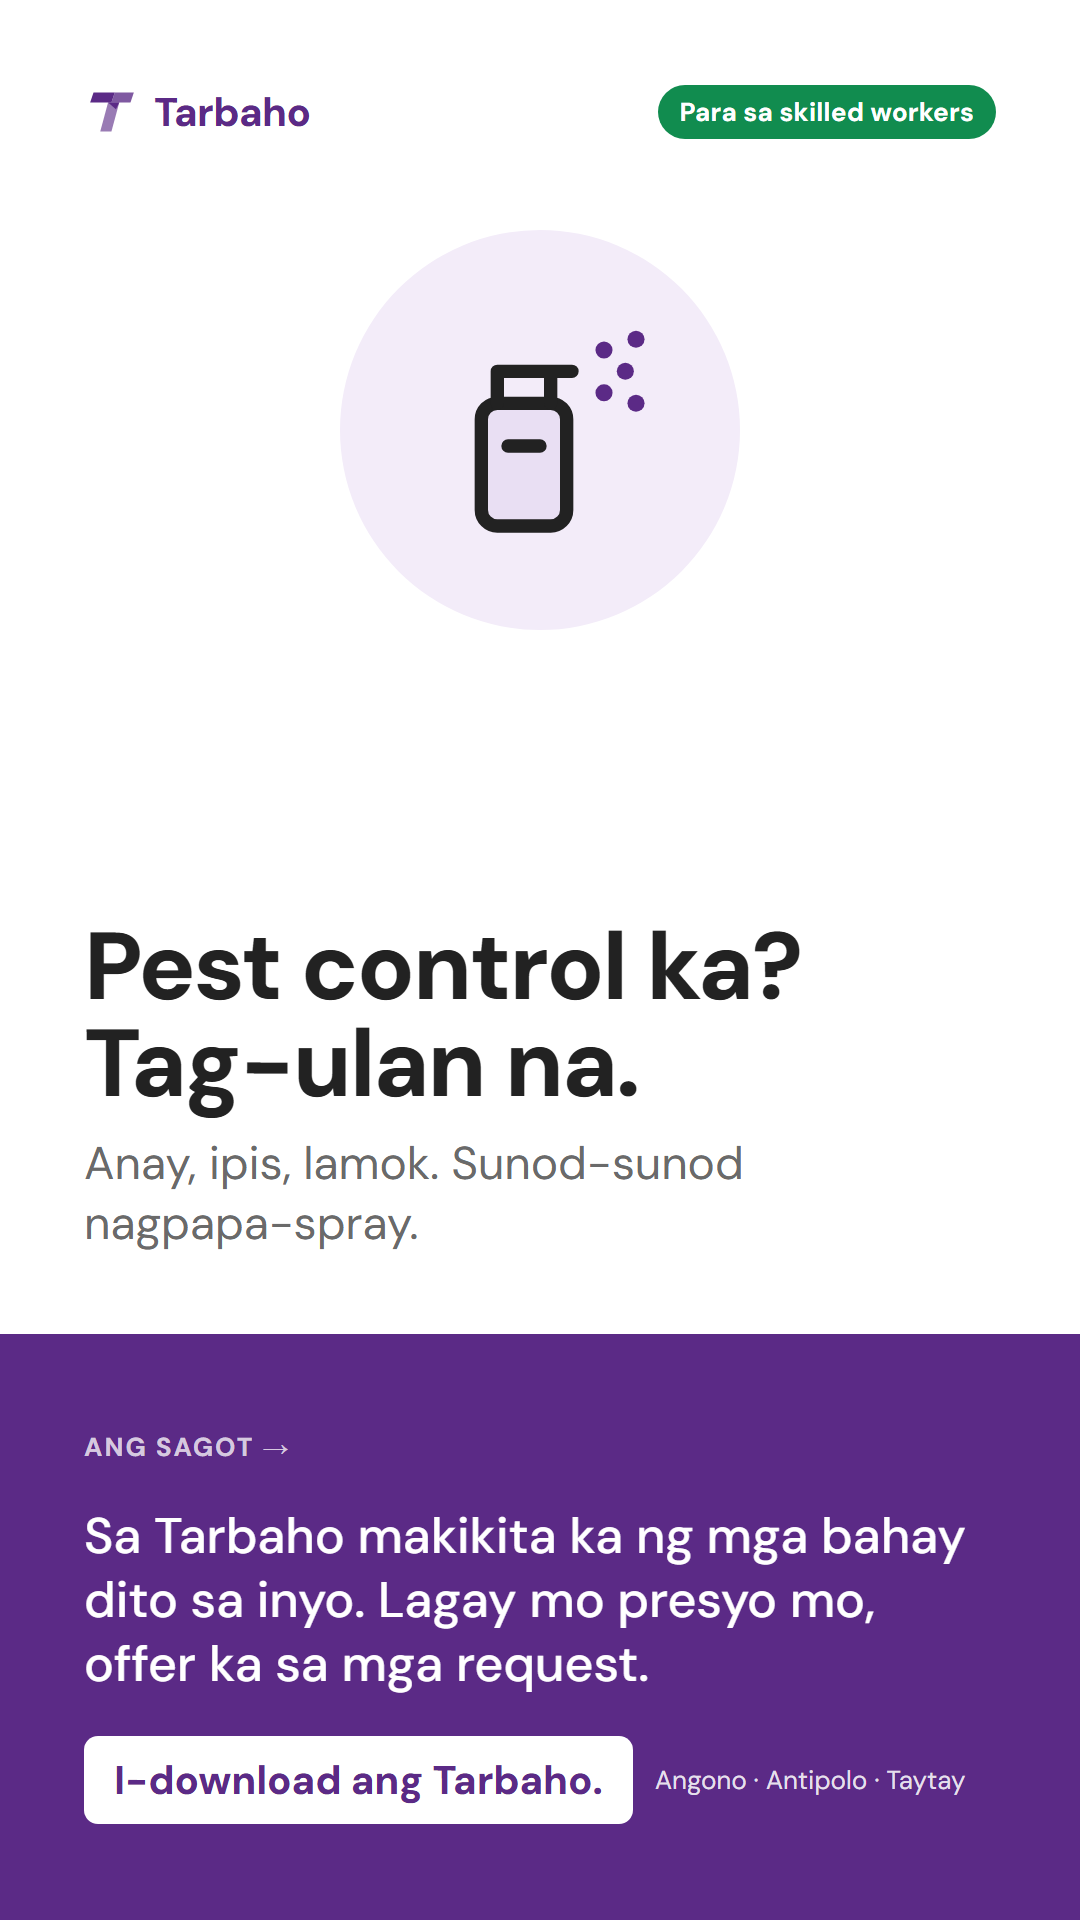 Tarbaho
Para sa skilled workers
Pest control ka?
Tag-ulan na.
Anay, ipis, lamok. Sunod-sunod
nagpapa-spray.
ANG SAGOT →
Sa Tarbaho makikita ka ng mga bahay
dito sa inyo. Lagay mo presyo mo,
offer ka sa mga request.
I-download ang Tarbaho.
Angono · Antipolo · Taytay